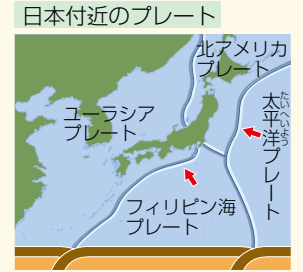 日本付近のプレート
北アメリカ
プレート
ユーラシア
プレート
太平洋プレート
たいへいよう
フィリピン海
プレート